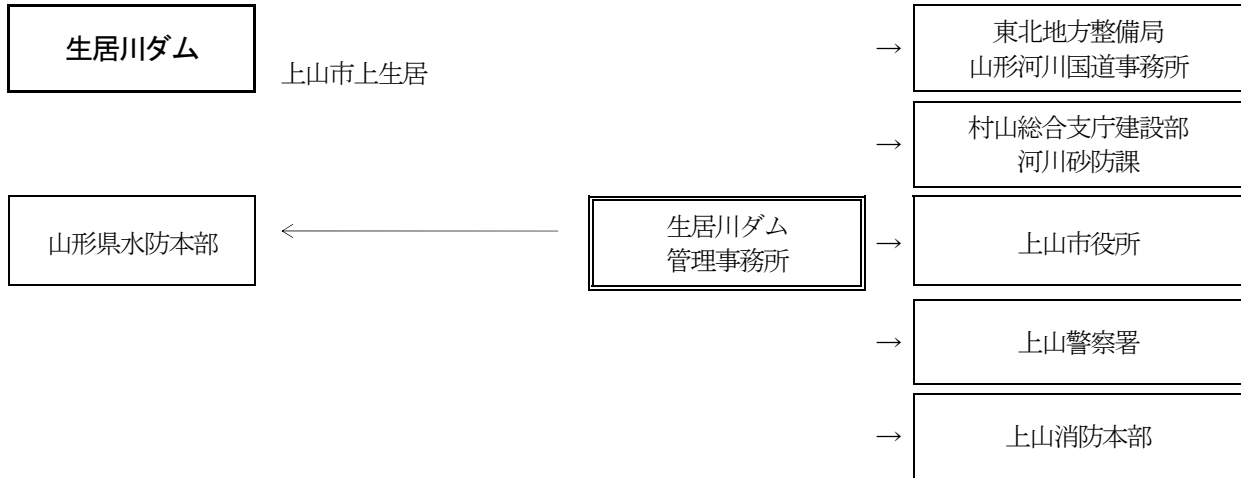 生居川ダム
上山市上生居
→
東北地方整備局
山形河川国道事務所
→
村山総合支庁建設部
河川砂防課
山形県水防本部
←
生居川ダム
管理事務所
→
上山市役所
→
上山警察署
→
上山消防本部